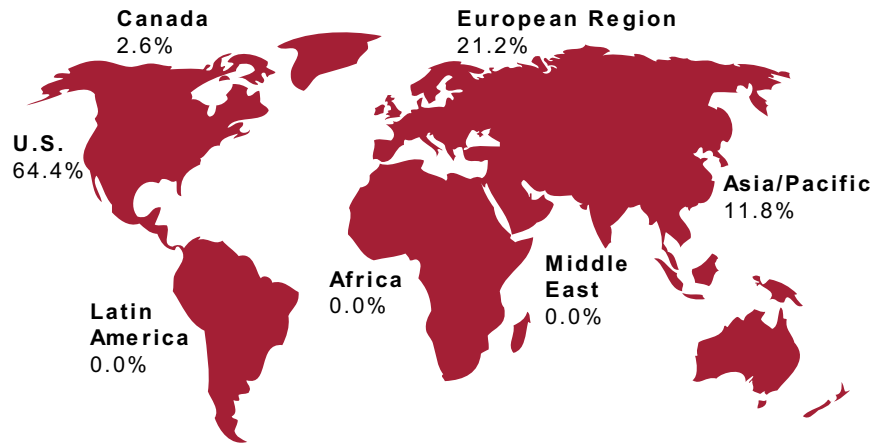 Canada
2.6%
European Region
21.2%
U.S.
64.4%
Asia/Pacific
11.8%
Africa
0.0%
Middle
East
0.0%
Latin
America
0.0%